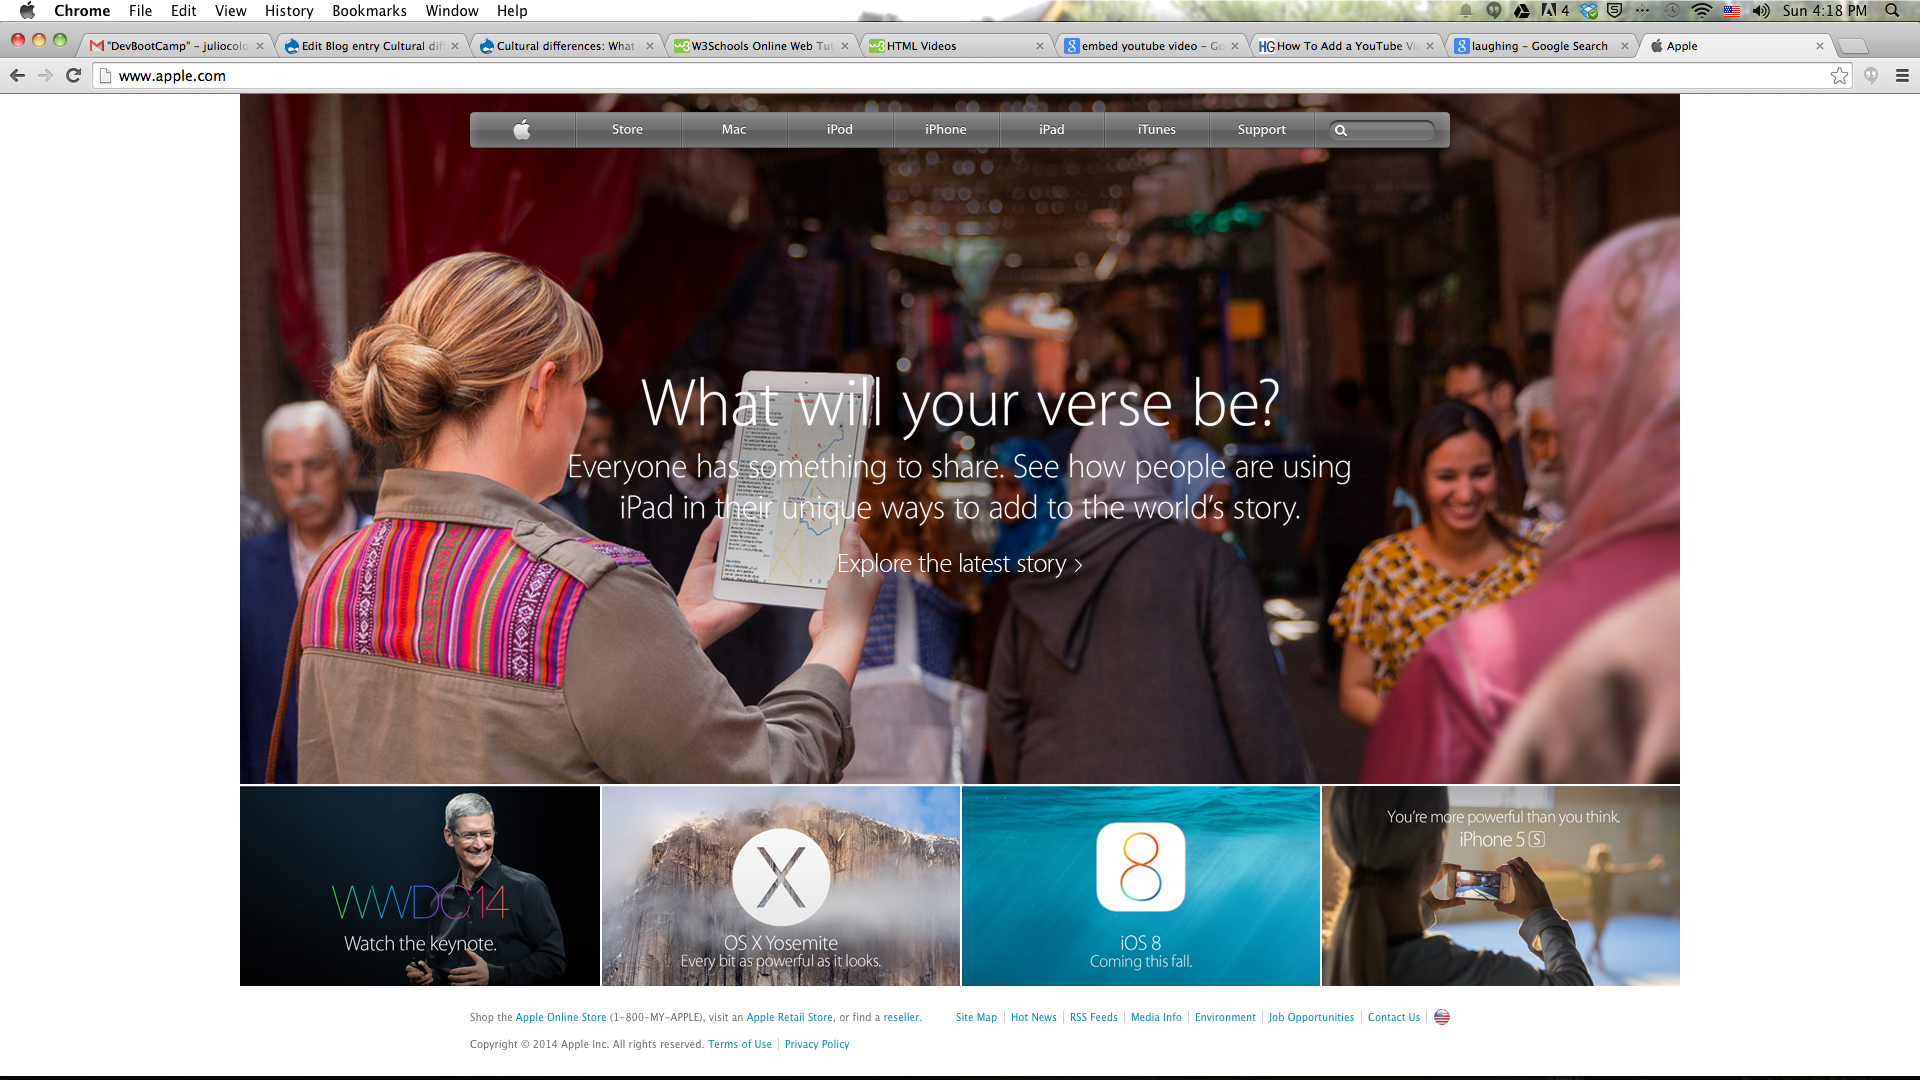 Chrome File Edit View History Bookmarks Window Help
4 Sun 4:18 PM
"DevBootCamp" – juliocolo
Edit Blog entry Cultural dif
Cultural differences: What
W3Schools Online Web Tut
HTML Videos
embed youtube video – Go
How To Add a YouTube Vi
laughing – Google Search
Apple
www.apple.com
Store Mac iPod iPhone iPad iTunes Support
What will your verse be?
Everyone has something to share. See how people are using
iPad in their unique ways to add to the world's story.
Explore the latest story >
WWDC14
Watch the keynote.
X
OS X Yosemite
Every bit as powerful as it looks.
8
iOS 8
Coming this fall.
You're more powerful than you think.
iPhone 5 S
Shop the Apple Online Store (1-800-MY-APPLE), visit an Apple Retail Store, or find a reseller.
Site Map | Hot News | RSS Feeds | Media Info | Environment | Job Opportunities | Contact Us
Copyright © 2014 Apple Inc. All rights reserved. Terms of Use | Privacy Policy